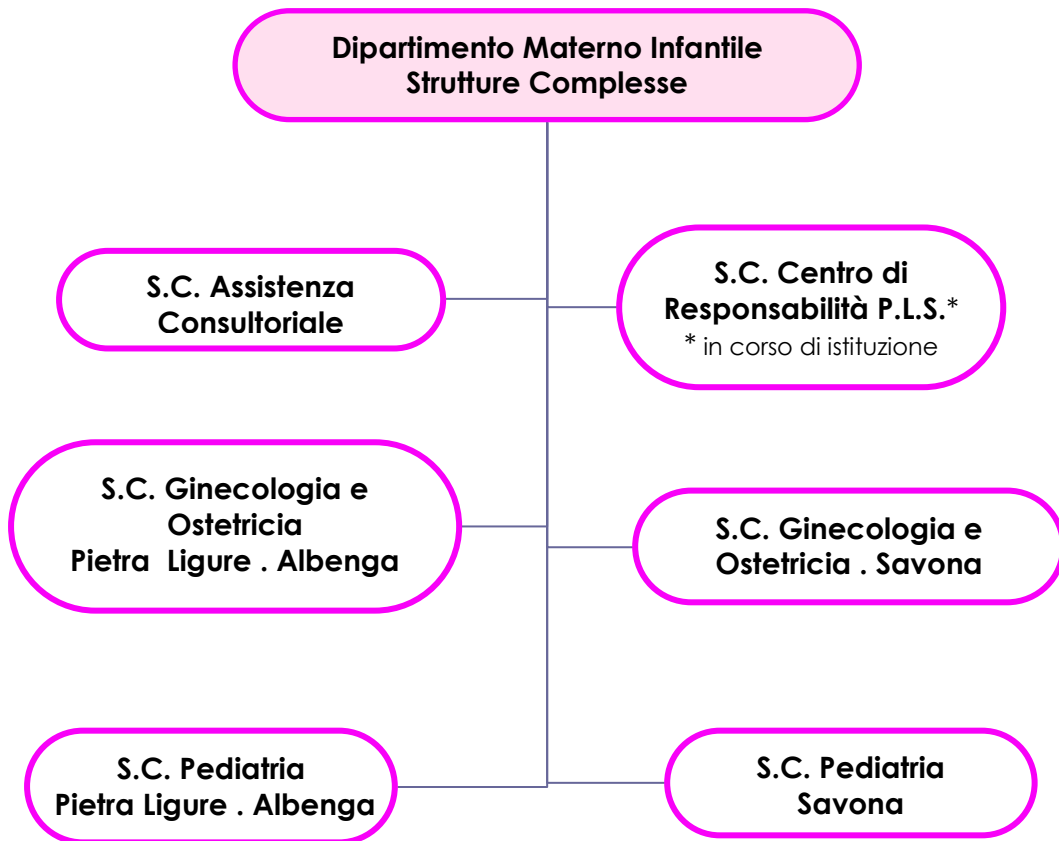 Dipartimento Materno Infantile
Strutture Complesse
S.C. Assistenza
Consultoriale
S.C. Centro di
Responsabilità P.L.S.*
* in corso di istituzione
S.C. Ginecologia e
Ostetricia
Pietra Ligure . Albenga
S.C. Ginecologia e
Ostetricia . Savona
S.C. Pediatria
Pietra Ligure . Albenga
S.C. Pediatria
Savona